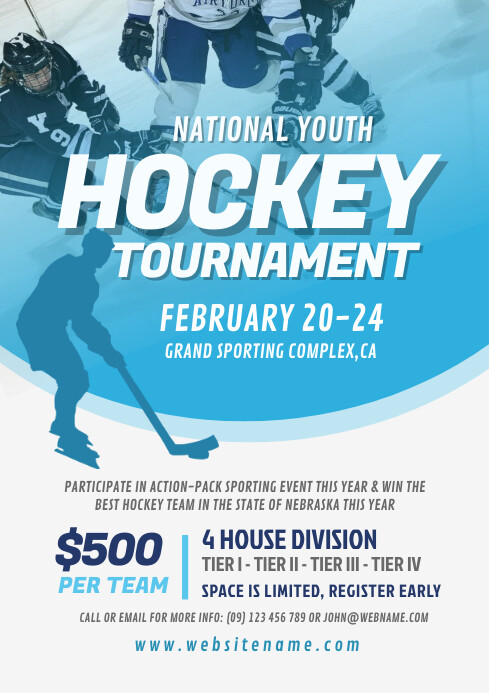 AIR FORCE
9
NATIONAL YOUTH
HOCKEY
TOURNAMENT
FEBRUARY 20-24
GRAND SPORTING COMPLEX,CA
PARTICIPATE IN ACTION-PACK SPORTING EVENT THIS YEAR & WIN THE
BEST HOCKEY TEAM IN THE STATE OF NEBRASKA THIS YEAR
$500
PER TEAM
4 HOUSE DIVISION
TIER I - TIER II - TIER III - TIER IV
SPACE IS LIMITED, REGISTER EARLY
CALL OR EMAIL FOR MORE INFO: (09) 123 456 789 OR JOHN@WEBNAME.COM
www.websitename.com